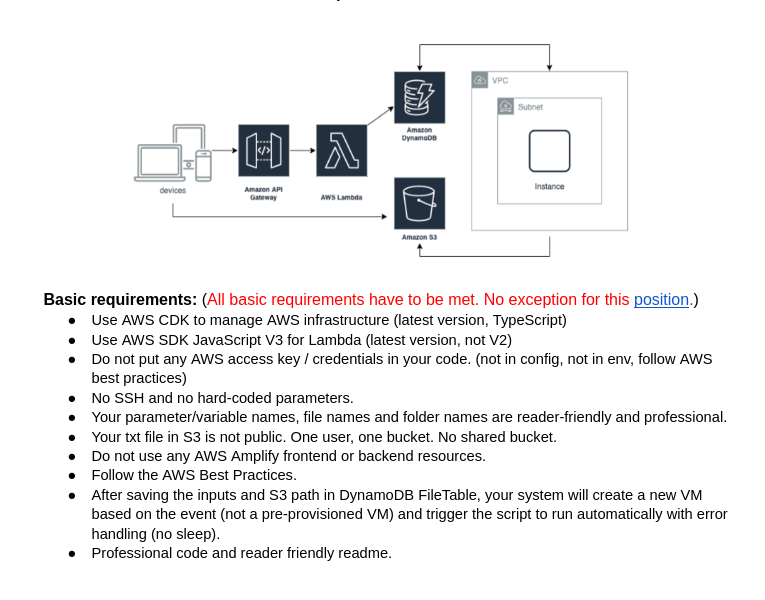 VPC
Subnet
Amazon
DynamoDB
Instance
devices
Amazon API
Gateway
AWS Lambda
Amazon S3
Basic requirements: (All basic requirements have to be met. No exception for this position.)
● Use AWS CDK to manage AWS infrastructure (latest version, TypeScript)
● Use AWS SDK JavaScript V3 for Lambda (latest version, not V2)
● Do not put any AWS access key / credentials in your code. (not in config, not in env, follow AWS
best practices)
● No SSH and no hard-coded parameters.
● Your parameter/variable names, file names and folder names are reader-friendly and professional.
● Your txt file in S3 is not public. One user, one bucket. No shared bucket.
● Do not use any AWS Amplify frontend or backend resources.
● Follow the AWS Best Practices.
● After saving the inputs and S3 path in DynamoDB FileTable, your system will create a new VM
based on the event (not a pre-provisioned VM) and trigger the script to run automatically with error
handling (no sleep).
● Professional code and reader friendly readme.